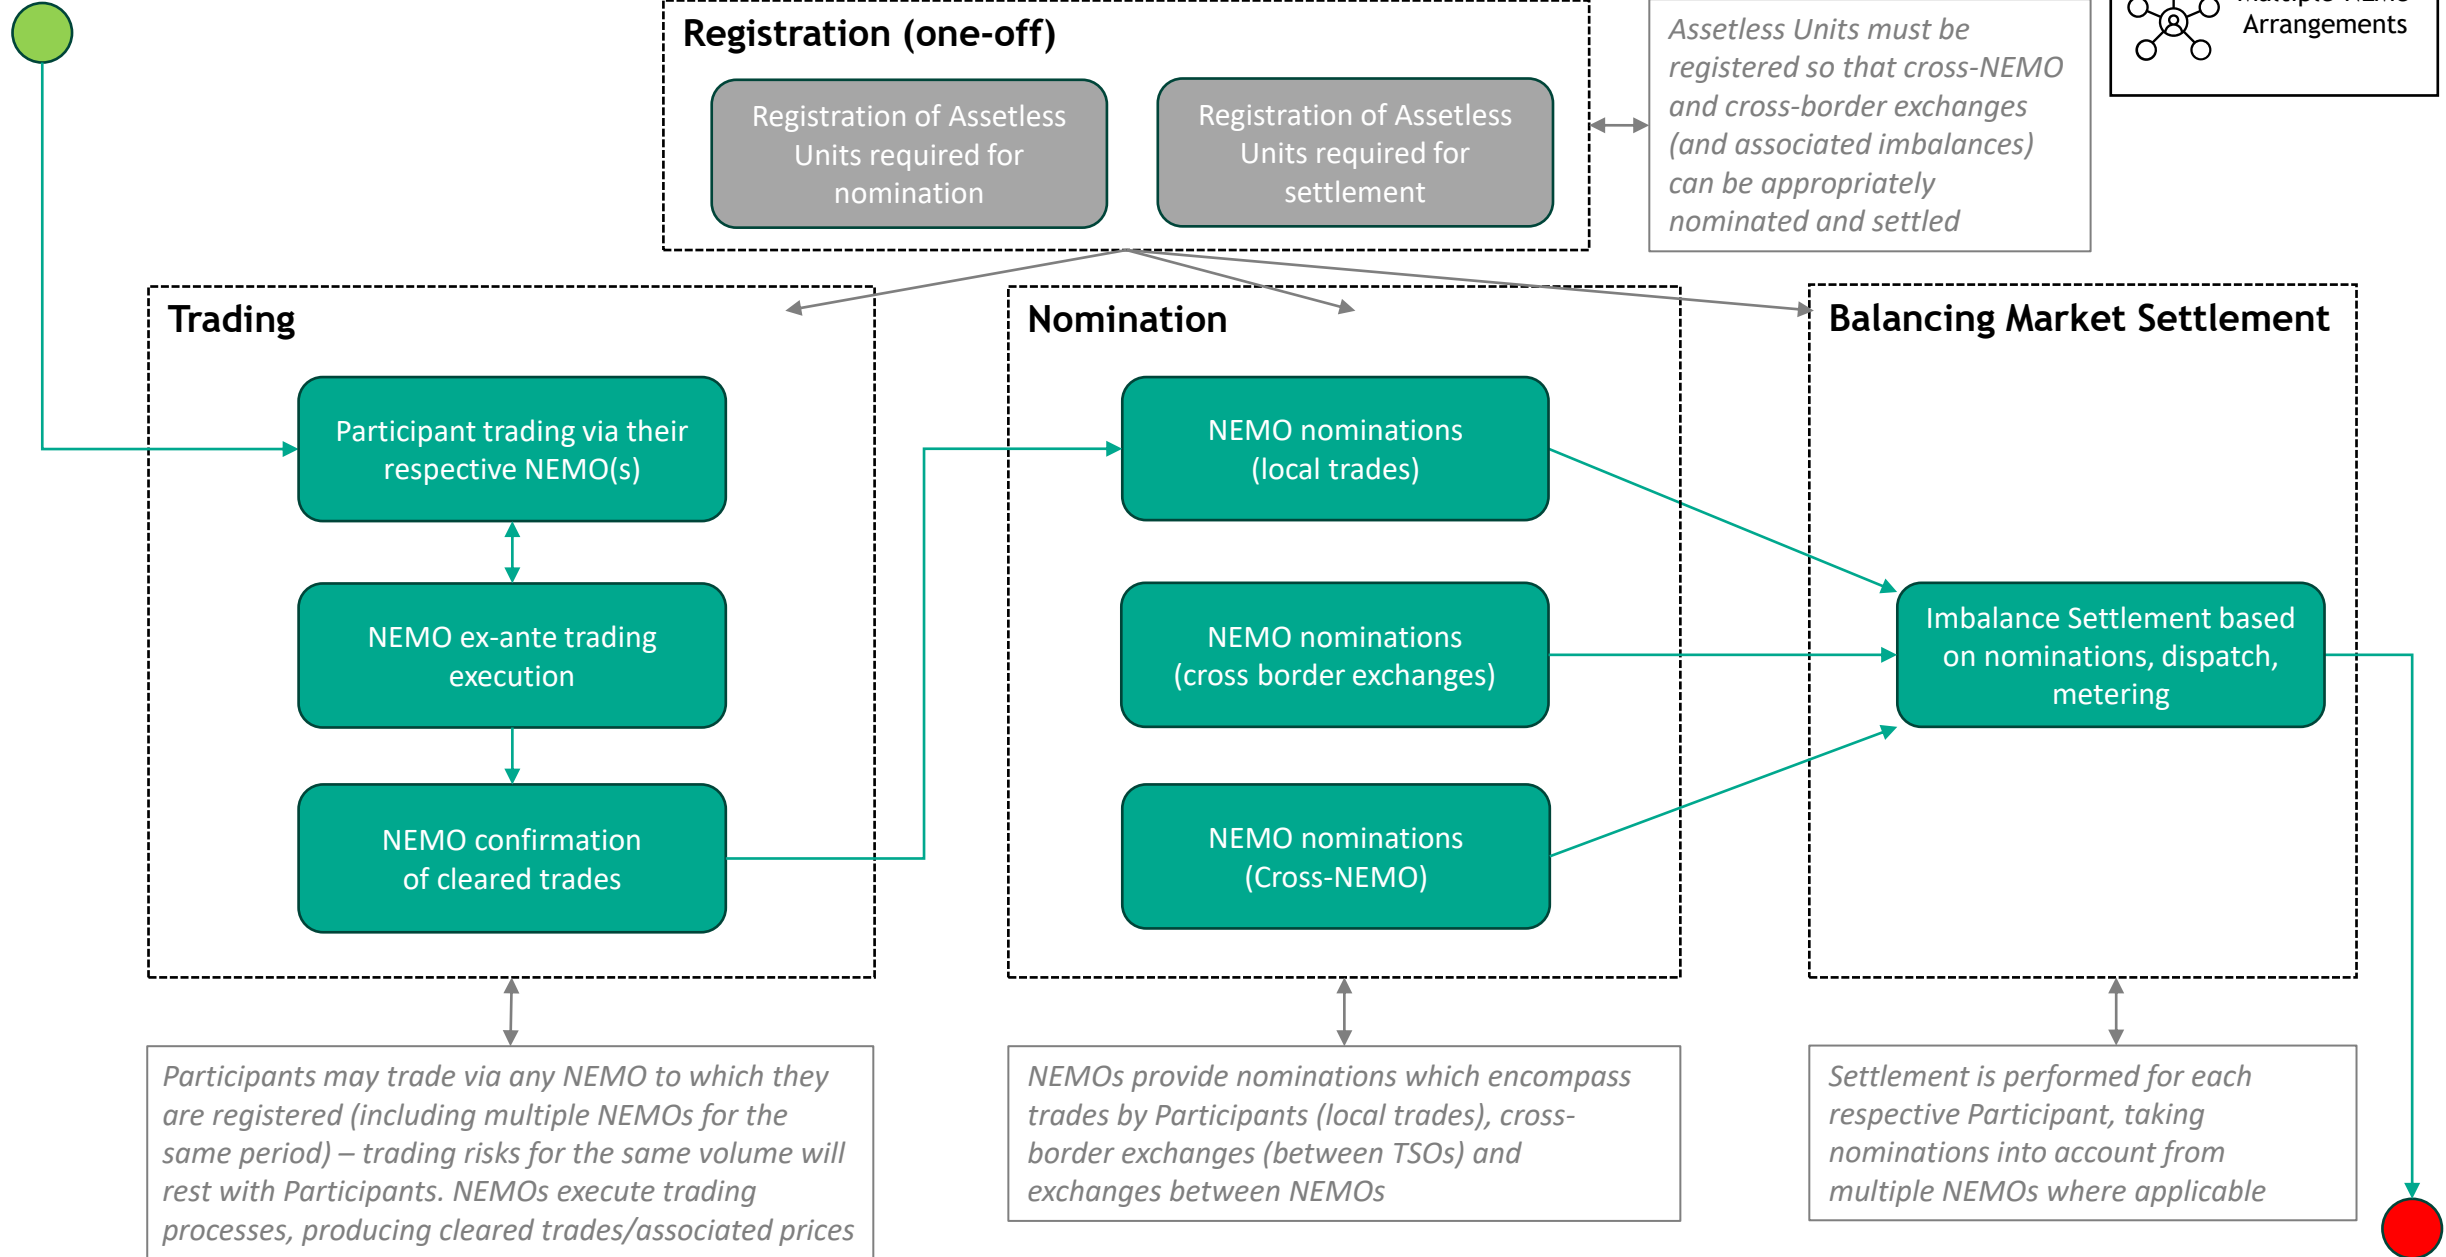 Registration (one-off)
Registration of Assetless
Units required for
nomination
Registration of Assetless
Units required for
settlement
Assetless Units must be
registered so that cross-NEMO
and cross-border exchanges
(and associated imbalances)
can be appropriately
nominated and settled
Arrangements
Trading
Participant trading via their
respective NEMO(s)
NEMO ex-ante trading
execution
NEMO confirmation
of cleared trades
Nomination
NEMO nominations
(local trades)
NEMO nominations
(cross border exchanges)
NEMO nominations
(Cross-NEMO)
Balancing Market Settlement
Imbalance Settlement based
on nominations, dispatch,
metering
Participants may trade via any NEMO to which they
are registered (including multiple NEMOs for the
same period) – trading risks for the same volume will
rest with Participants. NEMOs execute trading
processes, producing cleared trades/associated prices
NEMOs provide nominations which encompass
trades by Participants (local trades), cross-
border exchanges (between TSOs) and
exchanges between NEMOs
Settlement is performed for each
respective Participant, taking
nominations into account from
multiple NEMOs where applicable